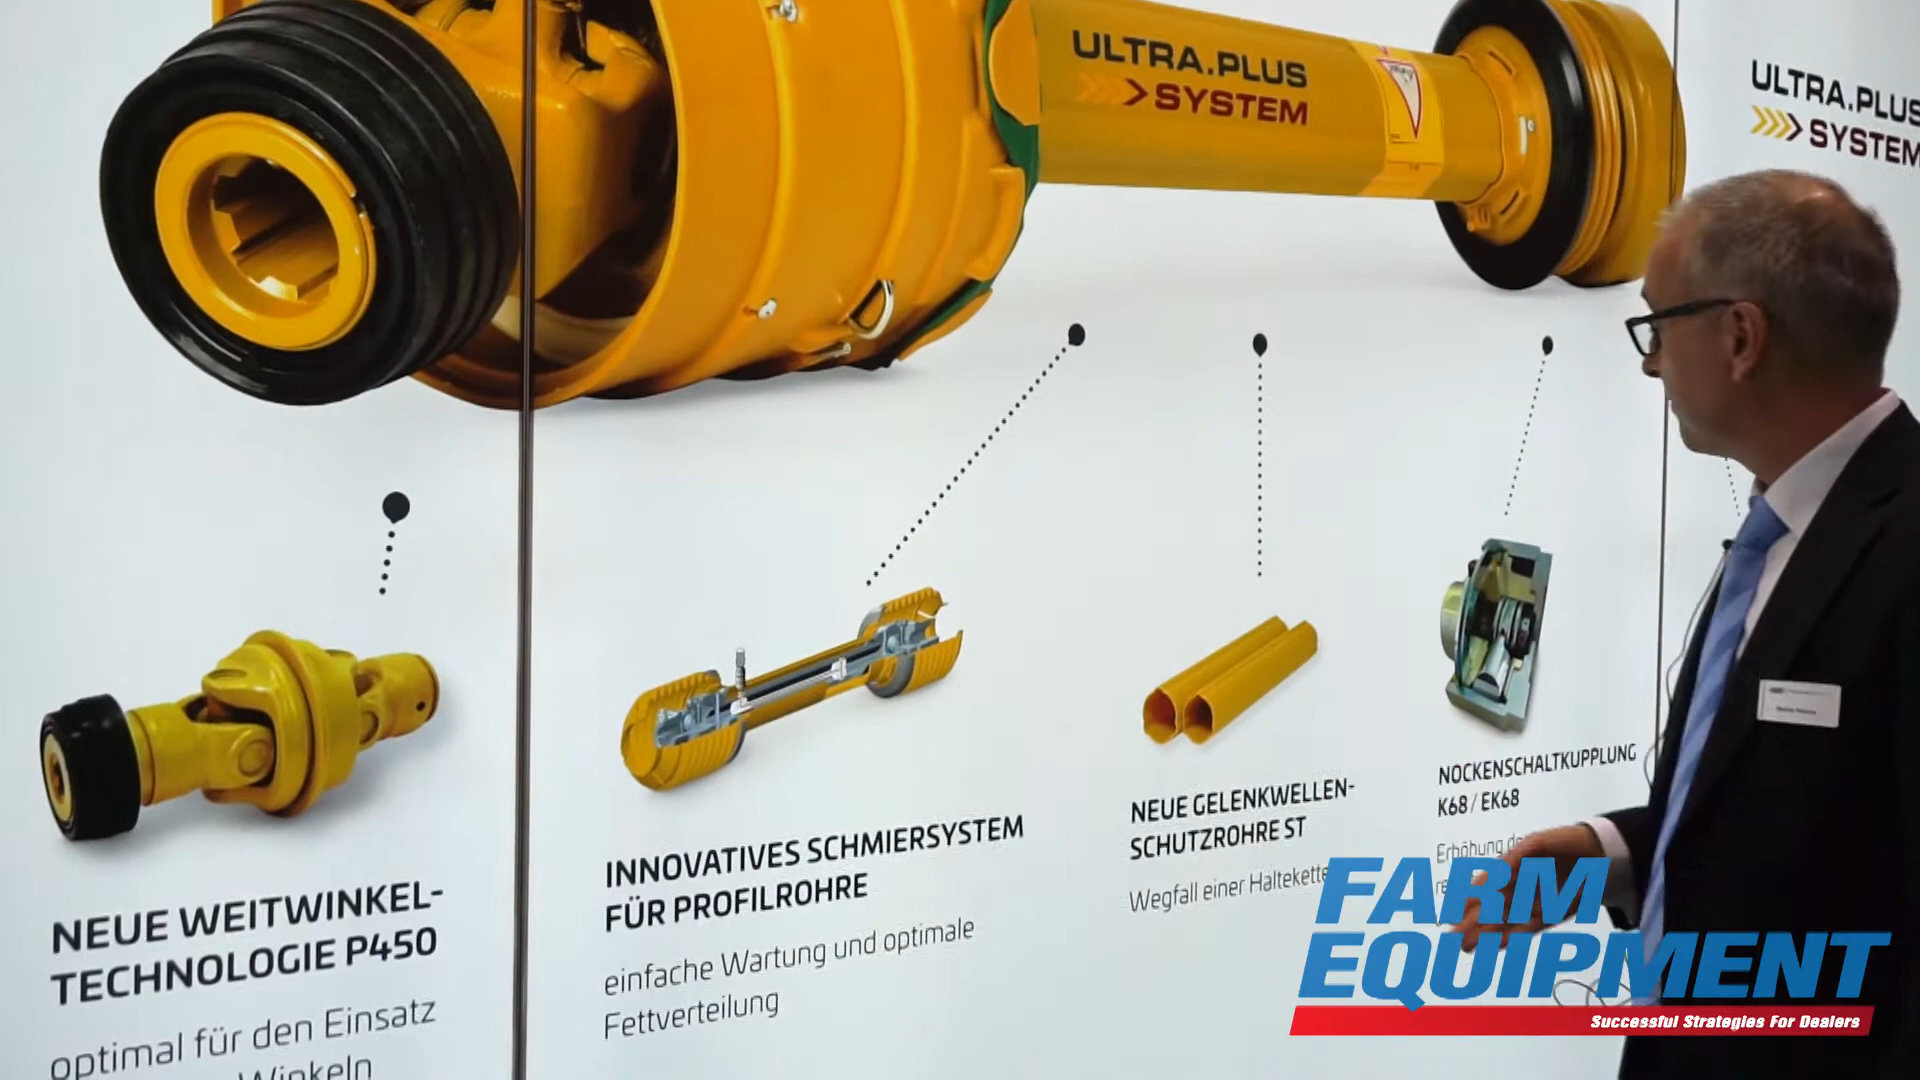 ULTRA.PLUS
SYSTEM
ULTRA.PLUS
SYSTEM
NEUE WEITWINKEL-
TECHNOLOGIE P450
optimal für den Einsatz
Winkeln
INNOVATIVES SCHMIERSYSTEM
FÜR PROFILROHRE
einfache Wartung und optimale
Fettverteilung
NEUE GELENKWELLEN-
SCHUTZROHRE ST
Wegfall einer Haltekette
NOCKENSCHALTKUPPLUNG
K68 / EK68
Erhöhung
FARM
EQUIPMENT
Successful Strategies For Dealers